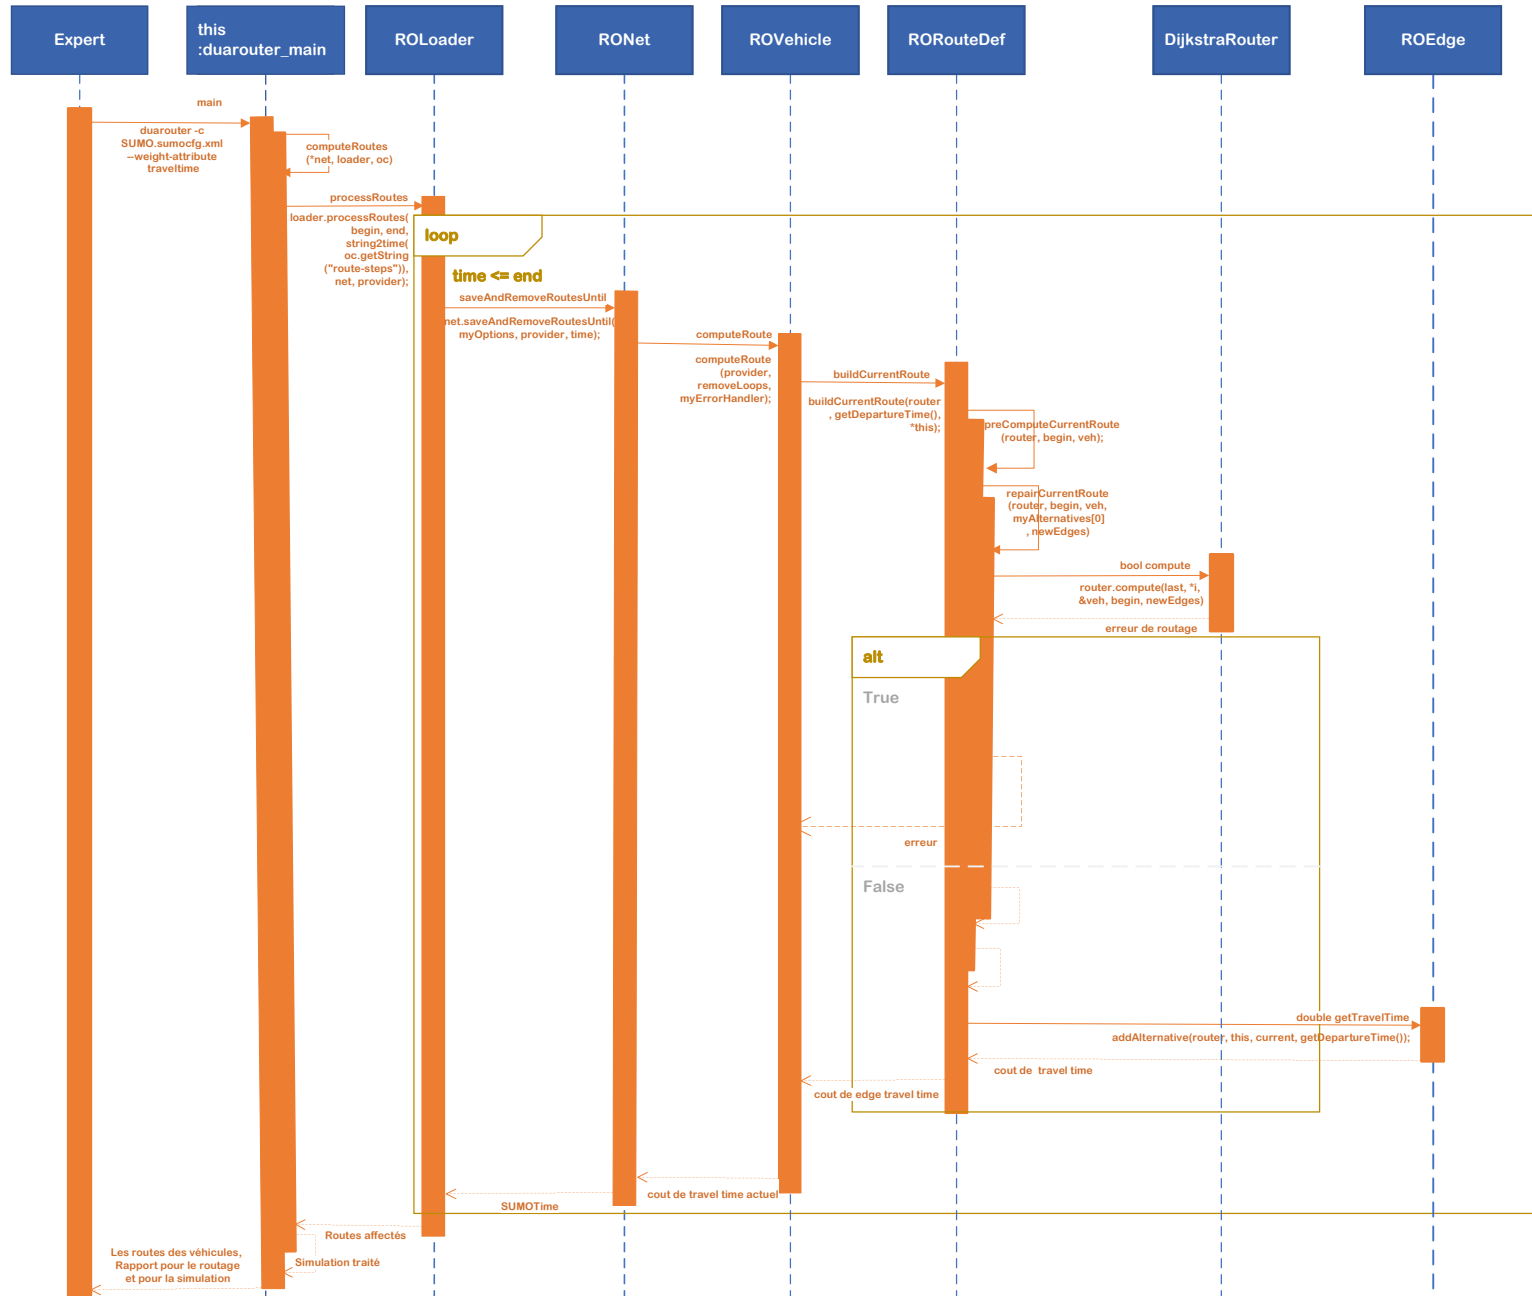 Expert
this
:duarouter_main
ROLoader
RONet
ROVehicle
RORouteDef
DijkstraRouter
ROEdge
main
duarouter -c
SUMO.sumocfg.xml
--weight-attribute
traveltime
computeRoutes
(*net, loader, oc)
processRoutes
loader.processRoutes(
begin, end,
string2time(
oc.getString
("route-steps")),
net, provider);
loop
time <= end
saveAndRemoveRoutesUntil
net.saveAndRemoveRoutesUntil(
myOptions, provider, time);
computeRoute
computeRoute
(provider,
removeLoops,
myErrorHandler);
buildCurrentRoute
buildCurrentRoute(router
, getDepartureTime(),
*this);
preComputeCurrentRoute
(router, begin, veh);
repairCurrentRoute
(router, begin, veh,
myAlternatives[0]
, newEdges)
bool compute
router.compute(last, *i,
&veh, begin, newEdges)
erreur de routage
alt
True
erreur
False
double getTravelTime
addAlternative(router, this, current, getDepartureTime());
cout de  travel time
cout de edge travel time
cout de travel time actuel
SUMOTime
Routes affectés
Simulation traité
Les routes des véhicules,
Rapport pour le routage
et pour la simulation